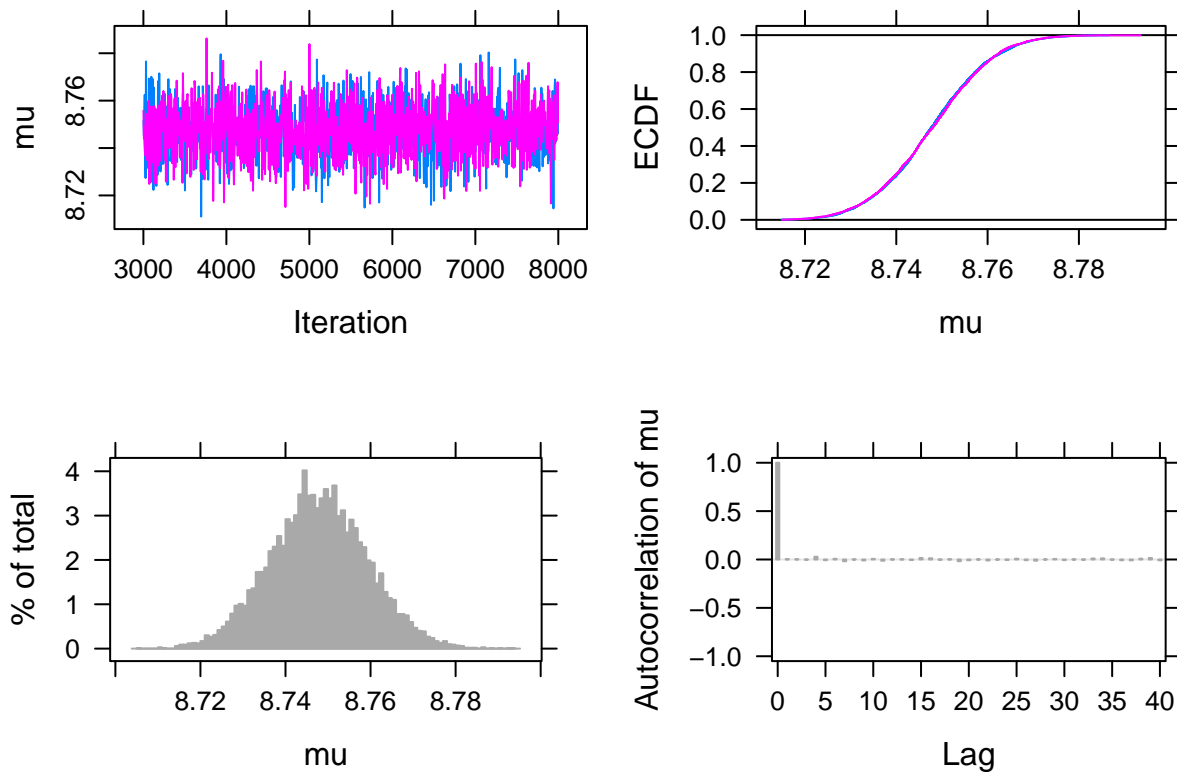 mu
8.76
8.72
3000 4000 5000 6000 7000 8000
Iteration
ECDF
1.0
0.8
0.6
0.4
0.2
0.0
8.72 8.74 8.76 8.78
mu
% of total
4
3
2
1
0
8.72 8.74 8.76 8.78
mu
Autocorrelation of mu
1.0
0.5
0.0
−0.5
−1.0
0 5 10 15 20 25 30 35 40
Lag